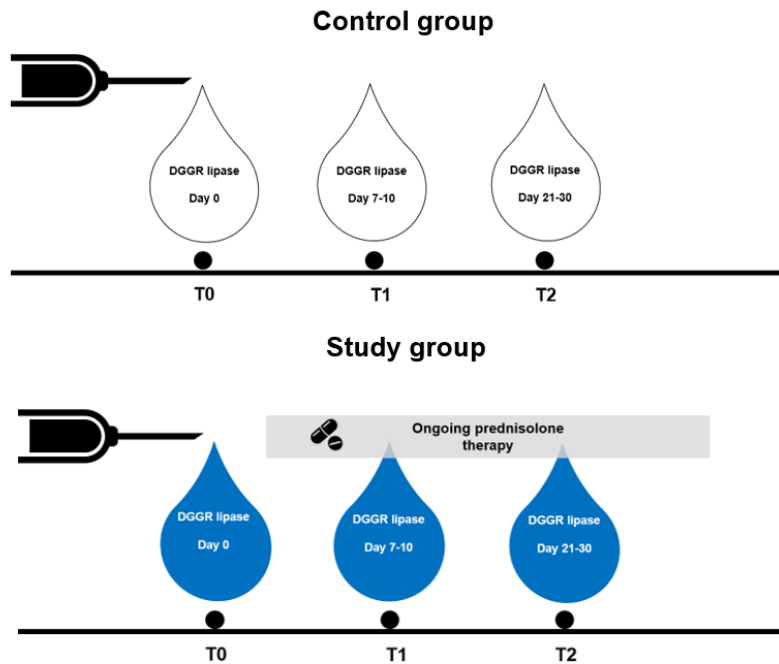 Control group
DGGR lipase
Day 0
DGGR lipase
Day 7-10
DGGR lipase
Day 21-30
T0
T1
T2
Study group
Ongoing prednisolone
therapy
DGGR lipase
Day 0
DGGR lipase
Day 7-10
DGGR lipase
Day 21-30
T0
T1
T2